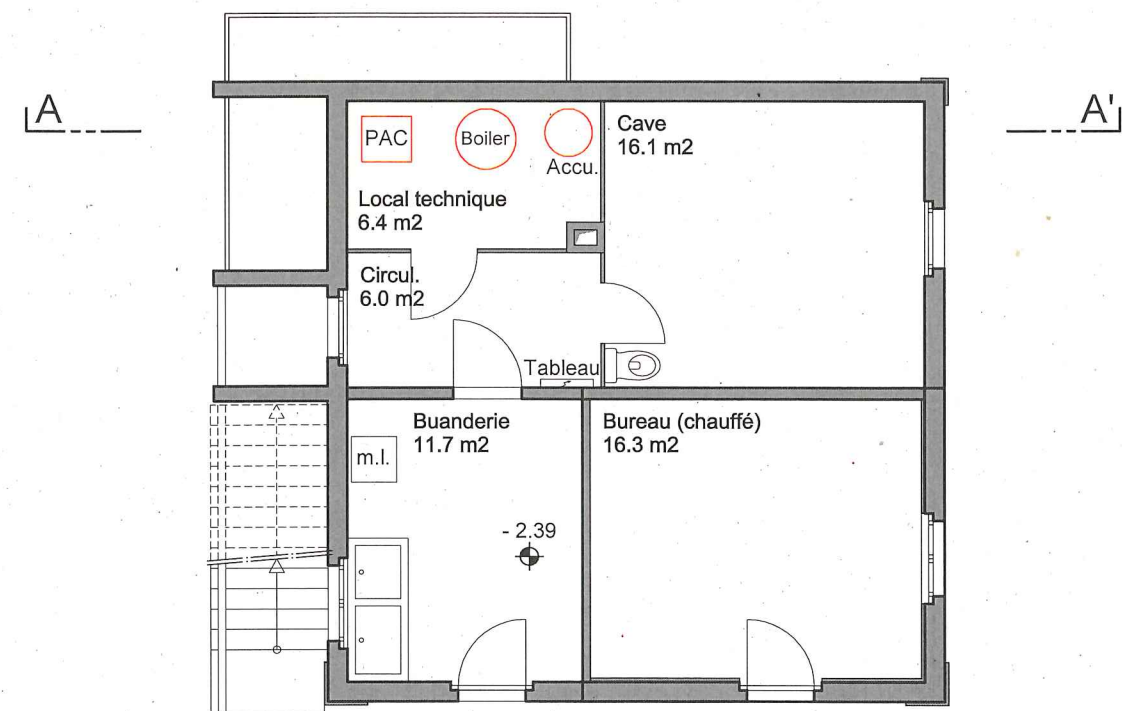 A
A'
PAC
Boiler
Accu.
Cave
16.1 m2
Local technique
6.4 m2
Circul.
6.0 m2
Tableau
Buanderie
11.7 m2
m.l.
Bureau (chauffé)
16.3 m2
- 2.39